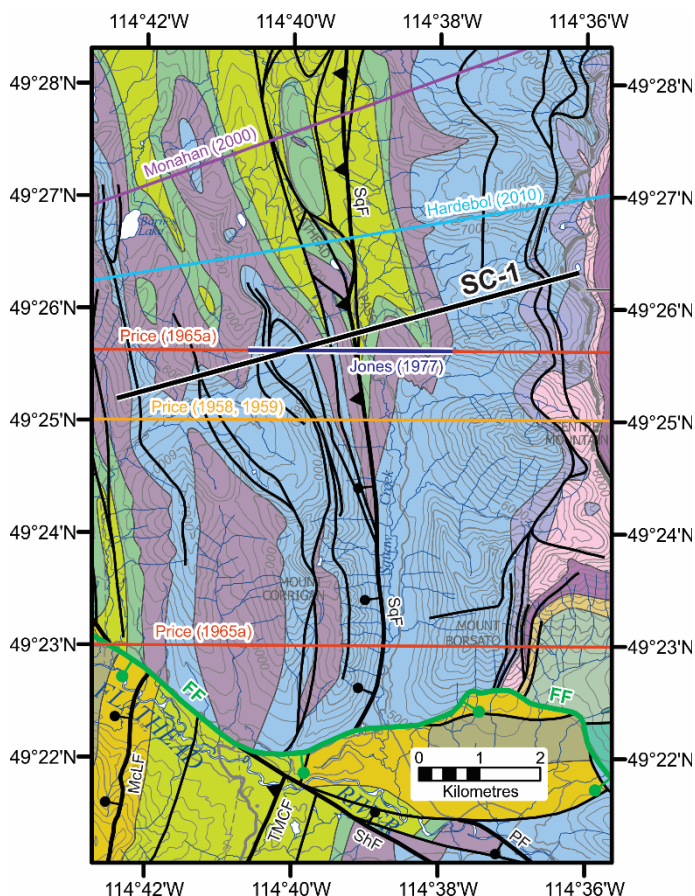 114°42'W 114°40'W 114°38'W 114°36'W
49°28'N 49°28'N
Monahan (2000)
SqF
49°27'N 49°27'N
Hardebol (2010)
7000
Lake
SC-1
49°26'N 49°26'N
Price (1965a)
Jones (1977)
Price (1958, 1959)
49°25'N 49°25'N
MOUNTAIN
49°24'N 49°24'N
Creek
MOUNT
CORRIGAN
SqF
MOUNT
BORSATO
49°23'N 49°23'N
Price (1965a)
FF
FF
FLATHEAD
RIVER
49°22'N 49°22'N
McLF
0 1 2
Kilometres
TMCF
ShF
PF
114°42'W 114°40'W 114°38'W 114°36'W